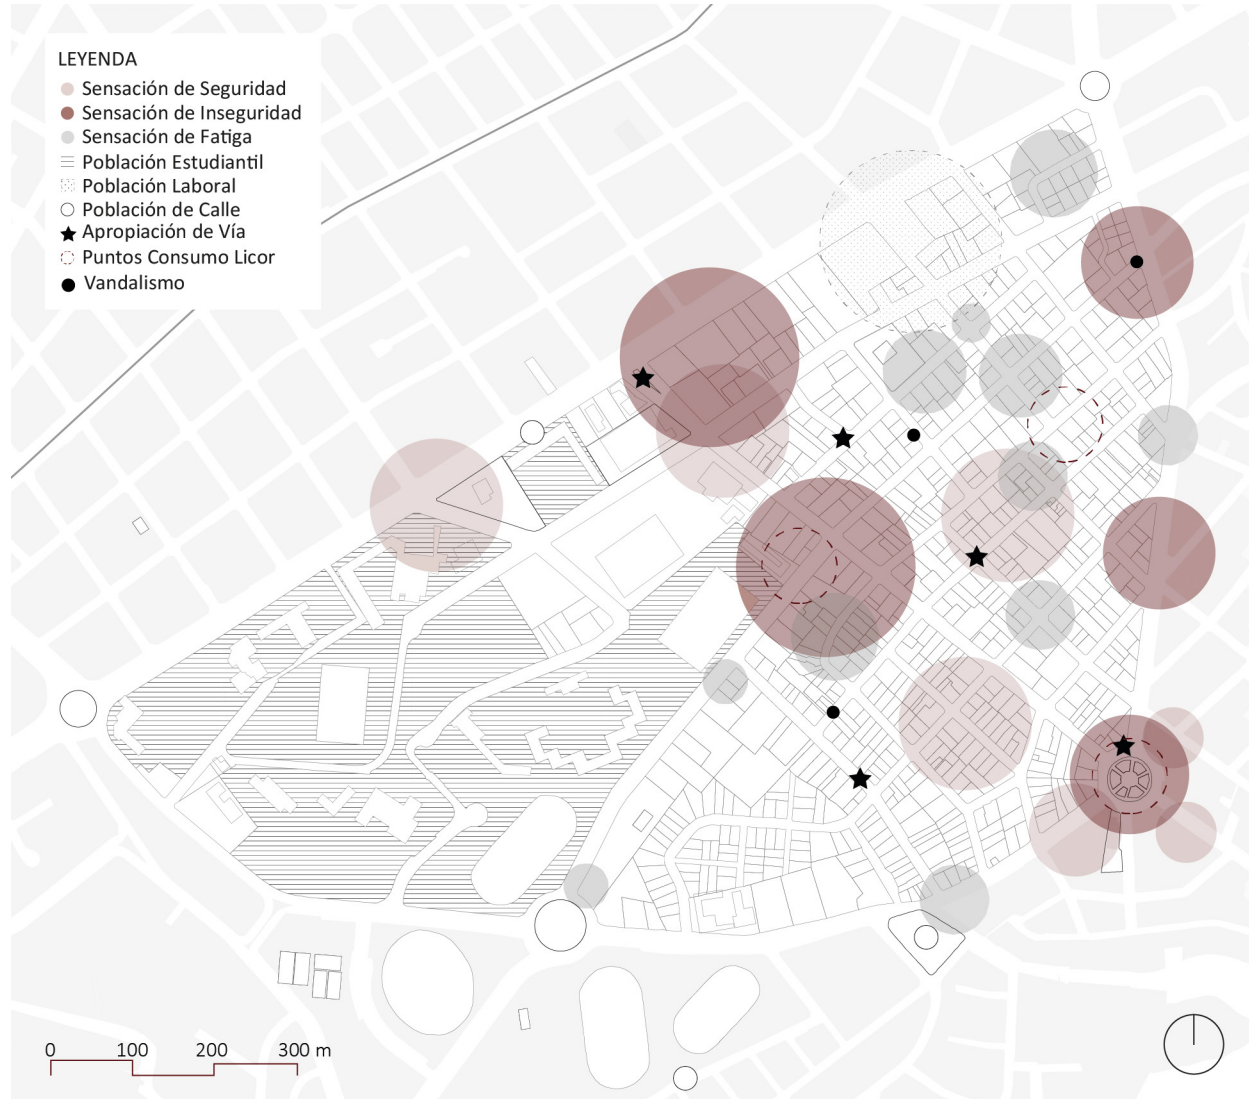 LEYENDA
Sensación de Seguridad
Sensación de Inseguridad
Sensación de Fatiga
Población Estudiantil
Población Laboral
Población de Calle
Apropiación de Vía
Puntos Consumo Licor
Vandalismo
0 100 200 300 m